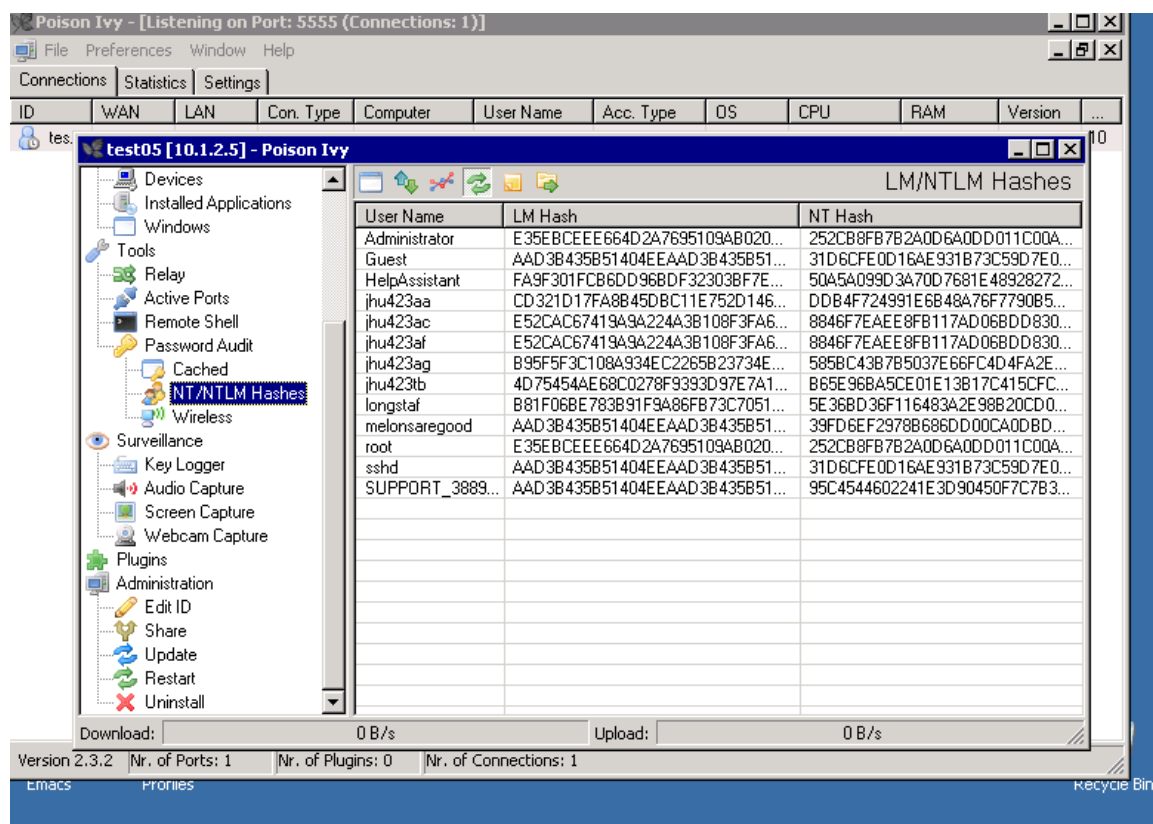 Poison Ivy - [Listening on Port: 5555 (Connections: 1)]
File Preferences Window Help
Connections Statistics Settings
ID WAN LAN Con. Type Computer User Name Acc. Type OS CPU RAM Version ...
tes. 10
test05 [10.1.2.5] - Poison Ivy
LM/NTLM Hashes
Devices
Installed Applications
Windows
Tools
Relay
Active Ports
Remote Shell
Password Audit
Cached
NT/NTLM Hashes
Wireless
Surveillance
Key Logger
Audio Capture
Screen Capture
Webcam Capture
Plugins
Administration
Edit ID
Share
Update
Restart
Uninstall
User Name LM Hash NT Hash
Administrator E35EBCEEE664D2A7695109AB020... 252CB8FB7B2A0D6A0DD011C00A...
Guest AAD3B435B51404EEAAD3B435B51... 31D6CFE0D16AE931B73C59D7E0...
HelpAssistant FA9F301FCB6DD96BDF32303BF7E... 50A5A099D3A70D7681E48928272...
jhu423aa CD321D17FA8B45DBC11E752D146... DDB4F724991E6B48A76F7790B5...
jhu423ac E52CAC67419A9A224A3B108F3FA6... 8846F7EAEE8FB117AD06BDD830...
jhu423af E52CAC67419A9A224A3B108F3FA6... 8846F7EAEE8FB117AD06BDD830...
jhu423ag B95F5F3C108A934EC2265B23734E... 585BC43B7B5037E66FC4D4FA2E...
jhu423tb 4D75454AE68C0278F9393D97E7A1... B65E96BA5CE01E13B17C415CFC...
longstaf B81F06BE783B91F9A86FB73C7051... 5E36BD36F116483A2E98B20CD0...
melonsaregood AAD3B435B51404EEAAD3B435B51... 39FD6EF2978B686DD00CA0DBD...
root E35EBCEEE664D2A7695109AB020... 252CB8FB7B2A0D6A0DD011C00A...
sshd AAD3B435B51404EEAAD3B435B51... 31D6CFE0D16AE931B73C59D7E0...
SUPPORT_3889... AAD3B435B51404EEAAD3B435B51... 95C4544602241E3D90450F7C7B3...
Download: 0 B/s Upload: 0 B/s
Version 2.3.2 Nr. of Ports: 1 Nr. of Plugins: 0 Nr. of Connections: 1
Emacs Profiles Recycle Bin